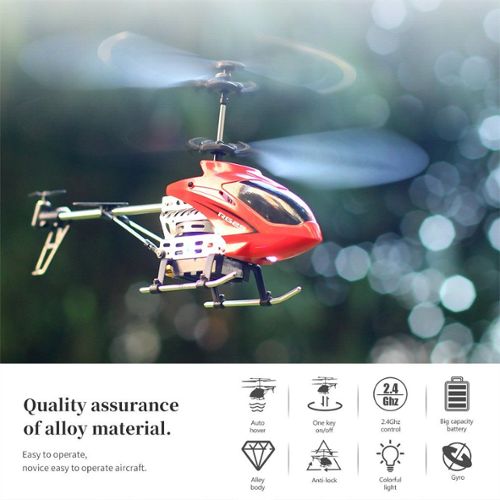 Quality assurance
of alloy material.
Easy to operate,
novice easy to operate aircraft.
Auto
hover
One key
on/off
2.4
Ghz
2.4Ghz
control
Big capacity
battery
Alloy
body
Anti-lock
Colorful
light
Gyro